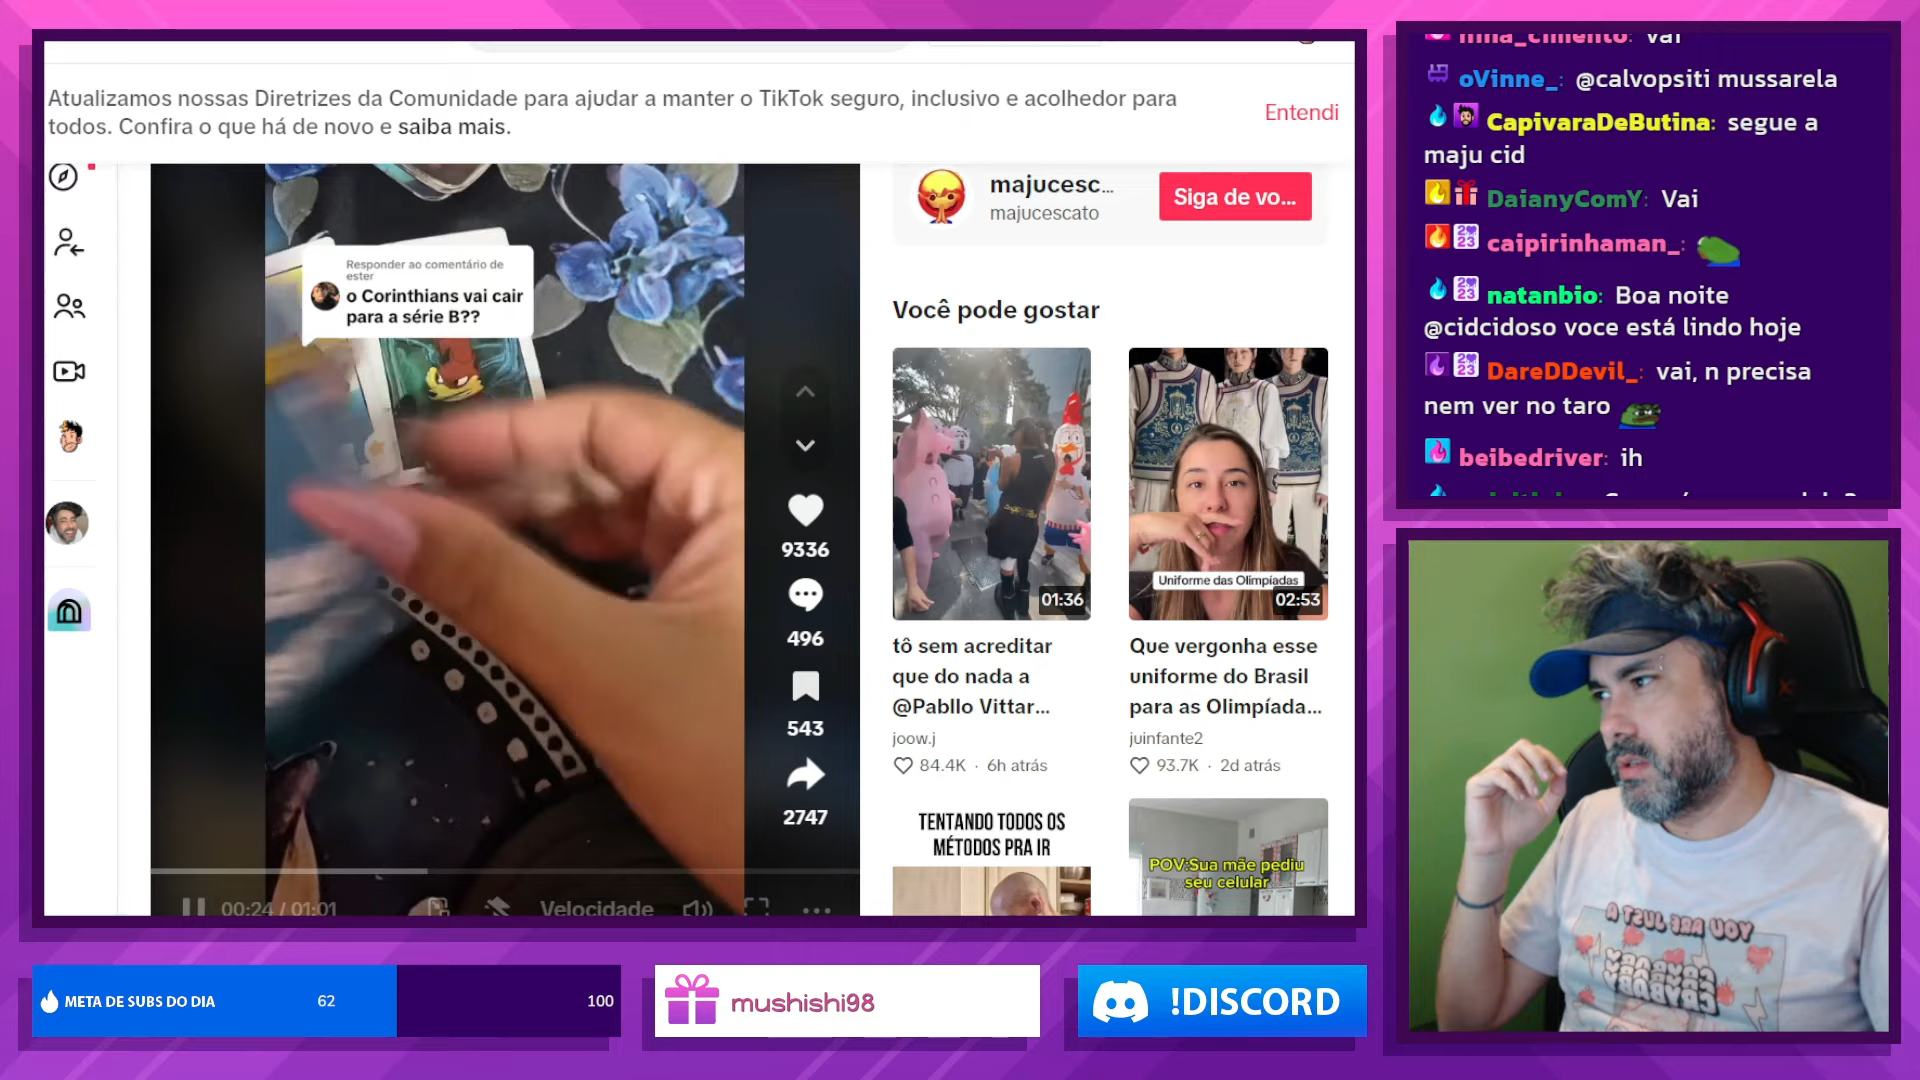 Atualizamos nossas Diretrizes da Comunidade para ajudar a manter o TikTok seguro, inclusivo e acolhedor para
todos. Confira o que há de novo e saiba mais.
Entendi
Responder ao comentário de
ester
o Corinthians vai cair
para a série B??
9336
496
543
2747
00:24 / 01:01
Velocidade
majucesc...
majucescato
Siga de vo...
Você pode gostar
01:36
tô sem acreditar
que do nada a
@Pabllo Vittar...
joow.j
84.4K · 6h atrás
Uniforme das Olimpíadas
02:53
Que vergonha esse
uniforme do Brasil
para as Olimpíada...
juinfante2
93.7K · 2d atrás
TENTANDO TODOS OS
MÉTODOS PRA IR
POV:Sua mãe pediu
seu celular
nina_cimento: vai
oVinne_: @calvopsiti mussarela
CapivaraDeButina: segue a
maju cid
DaianyComY: Vai
caipirinhaman_:
natanbio: Boa noite
@cidcidoso voce está lindo hoje
DareDDevil_: vai, n precisa
nem ver no taro
beibedriver: ih
YOU ARE JUST A
META DE SUBS DO DIA
62
100
mushishi98
!DISCORD